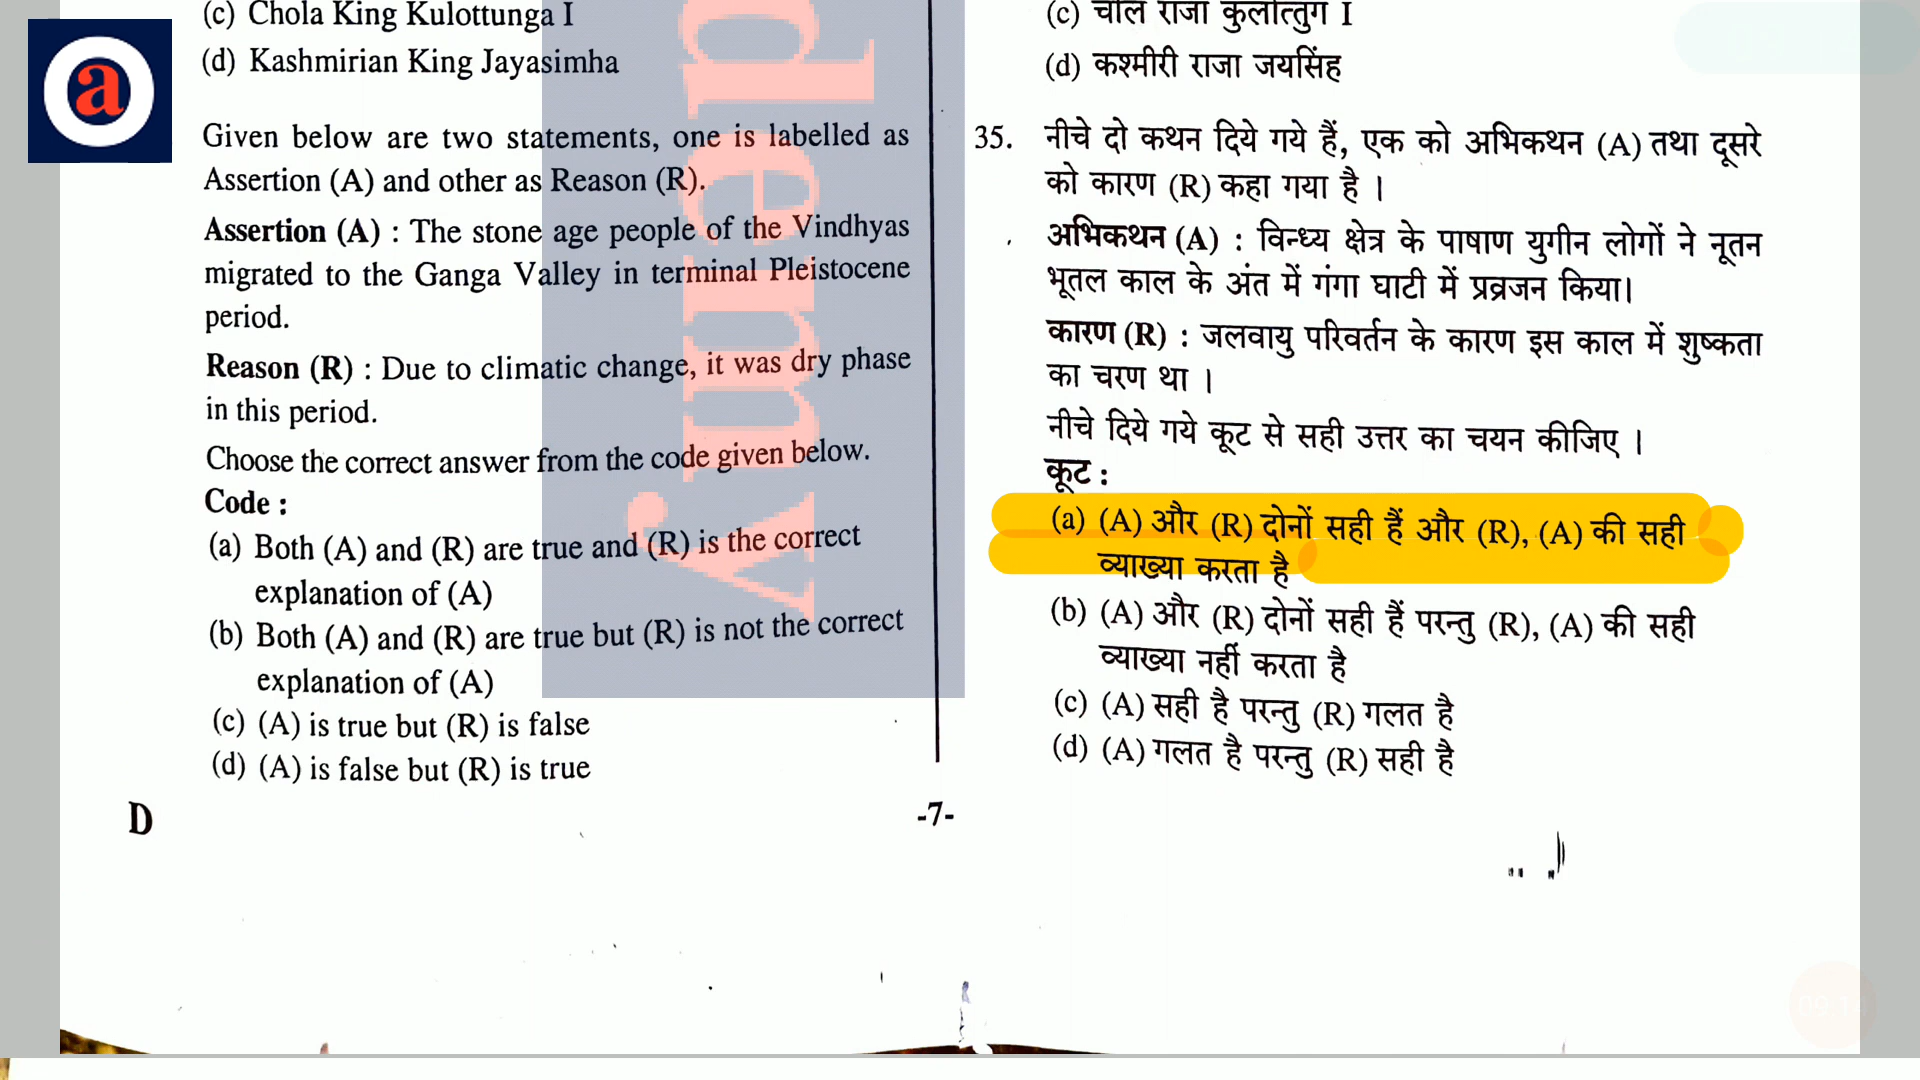 a
(c) Chola King Kulottunga I
(d) Kashmirian King Jayasimha
Given below are two statements, one is labelled as
Assertion (A) and other as Reason (R).
Assertion (A) : The stone age people of the Vindhyas
migrated to the Ganga Valley in terminal Pleistocene
period.
Reason (R) : Due to climatic change, it was dry phase
in this period.
Choose the correct answer from the code given below.
Code :
(a) Both (A) and (R) are true and (R) is the correct
explanation of (A)
(b) Both (A) and (R) are true but (R) is not the correct
explanation of (A)
(c) (A) is true but (R) is false
(d) (A) is false but (R) is true
demy
(c) चोल राजा कुलोत्तुंग I
(d) कश्मीरी राजा जयसिंह
35. नीचे दो कथन दिये गये हैं, एक को अभिकथन (A) तथा दूसरे
को कारण (R) कहा गया है ।
अभिकथन (A) : विन्ध्य क्षेत्र के पाषाण युगीन लोगों ने नूतन
भूतल काल के अंत में गंगा घाटी में प्रव्रजन किया।
कारण (R) : जलवायु परिवर्तन के कारण इस काल में शुष्कता
का चरण था ।
नीचे दिये गये कूट से सही उत्तर का चयन कीजिए ।
कूट :
(a) (A) और (R) दोनों सही हैं और (R), (A) की सही
व्याख्या करता है
(b) (A) और (R) दोनों सही हैं परन्तु (R), (A) की सही
व्याख्या नहीं करता है
(c) (A) सही है परन्तु (R) गलत है
(d) (A) गलत है परन्तु (R) सही है
D
-7-